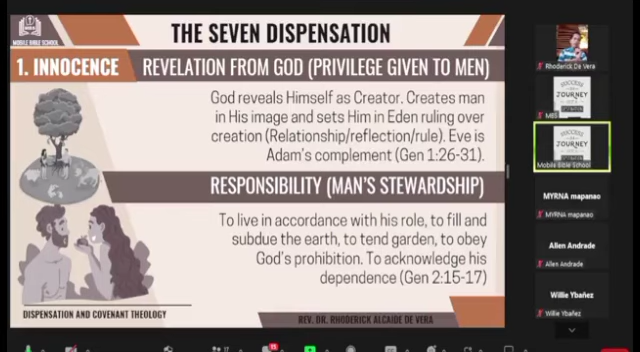 MOBILE BIBLE SCHOOL
THE SEVEN DISPENSATION
1. INNOCENCE
REVELATION FROM GOD (PRIVILEGE GIVEN TO MEN)
God reveals Himself as Creator. Creates man
in His image and sets Him in Eden ruling over
creation (Relationship/reflection/rule). Eve is
Adam's complement (Gen 1:26-31).
RESPONSIBILITY (MAN'S STEWARDSHIP)
To live in accordance with his role, to fill and
subdue the earth, to tend garden, to obey
God's prohibition. To acknowledge his
dependence (Gen 2:15-17)
DISPENSATION AND COVENANT THEOLOGY
REV. DR. RHODERICK ALCAIDE DE VERA
Rhoderick De Vera
SUCCESS
JOURNEY
SUCCESS
JOURNEY
Mobile Bible School
MYRNA mapanao
MYRNA mapanao
Allen Andrade
Allen Andrade
Willie Ybañez
Willie Ybañez